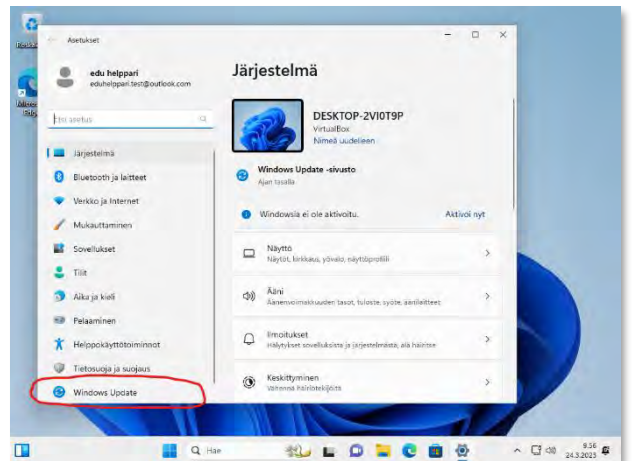 Asetukset
edu helppari
eduhelppari.test@outlook.com
Etsi asetus
Järjestelmä
Bluetooth ja laitteet
Verkko ja Internet
Mukauttaminen
Sovellukset
Tilit
Aika ja kieli
Pelaaminen
Helppokäyttötoiminnot
Tietosuoja ja suojaus
Windows Update
Järjestelmä
DESKTOP-2VI0T9P
VirtualBox
Nimeä uudelleen
Windows Update -sivusto
Ajan tasalla
Windowsia ei ole aktivoitu. Aktivoi nyt
Näyttö
Näytöt, kirkkaus, yövalo, näyttöprofiili
Ääni
Äänenvoimakkuuden tasot, tuloste, syöte, äänilaitteet
Ilmoitukset
Hälytykset sovelluksista ja järjestelmästä, älä häiritse
Keskittyminen
Vähennä häiriötekijöitä
Hae
9.56
24.3.2023